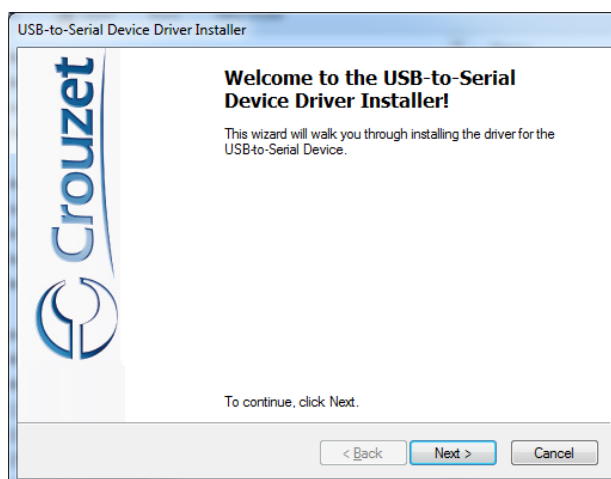 USB-to-Serial Device Driver Installer
Crouzet
Welcome to the USB-to-Serial
Device Driver Installer!
This wizard will walk you through installing the driver for the
USB-to-Serial Device.
To continue, click Next.
< Back
Next >
Cancel